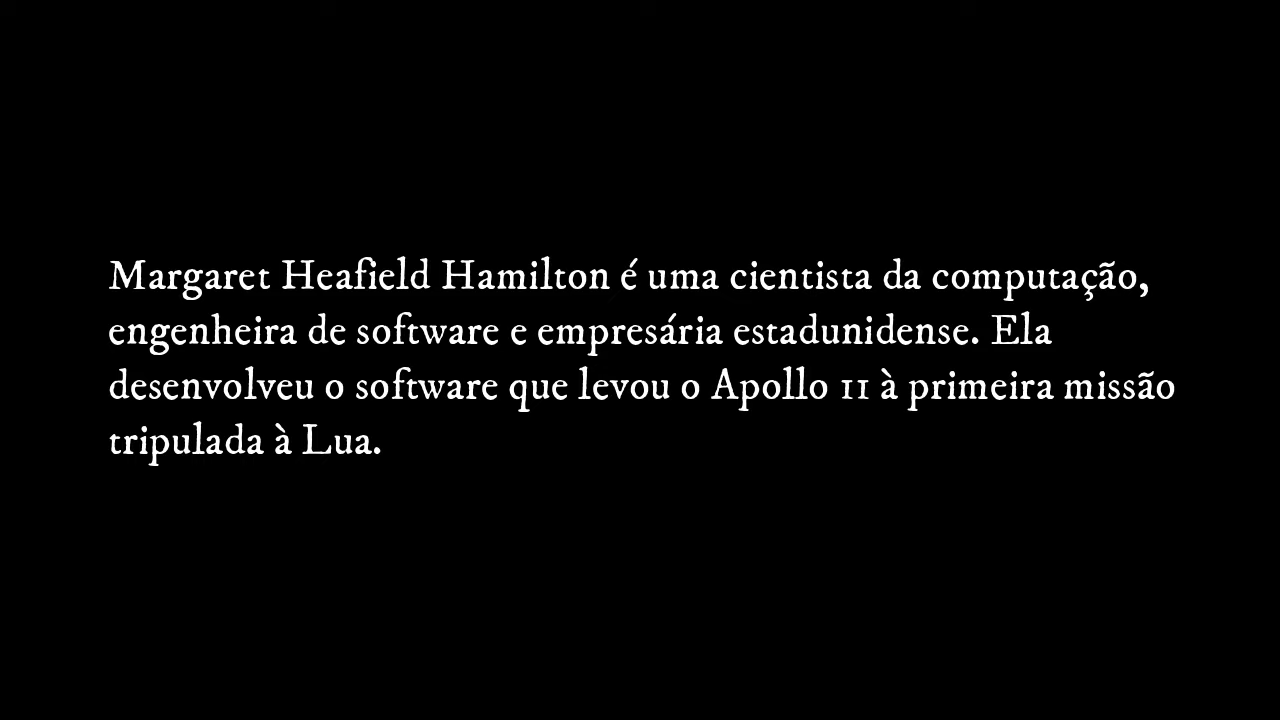 Margaret Heafield Hamilton é uma cientista da computação,
engenheira de software e empresária estadunidense. Ela
desenvolveu o software que levou o Apollo 11 à primeira missão
tripulada à Lua.